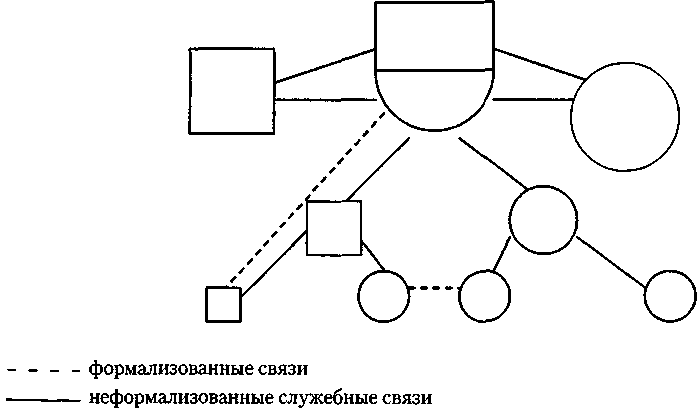 формализованные связи
неформализованные служебные связи